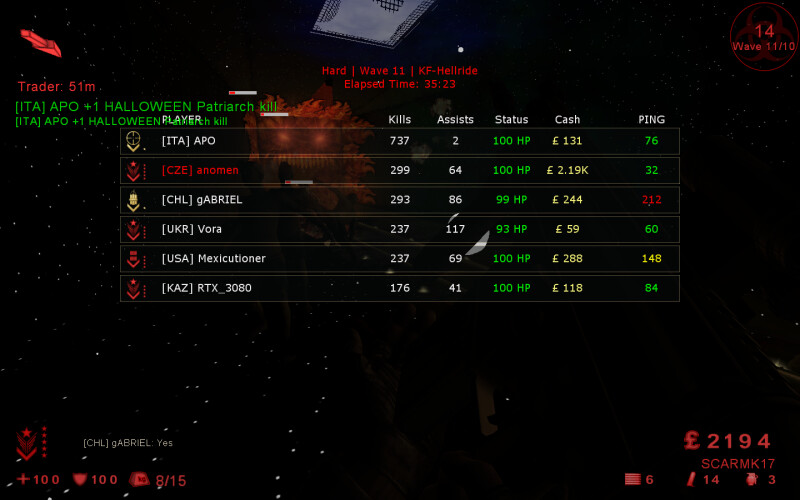 14
Wave 11/10
Hard | Wave 11 | KF-Hellride
Elapsed Time: 35:23
Trader: 51m
[ITA] APO +1 HALLOWEEN Patriarch kill
[ITA] APO +1 HALLOWEEN Patriarch kill
PLAYER Kills Assists Status Cash PING
[ITA] APO 737 2 100 HP £ 131 76
[CZE] anomen 299 64 100 HP £ 2.19K 32
[CHL] gABRIEL 293 86 99 HP £ 244 212
[UKR] Vora 237 117 93 HP £ 59 60
[USA] Mexicutioner 237 69 100 HP £ 288 148
[KAZ] RTX_3080 176 41 100 HP £ 118 84
[CHL] gABRIEL: Yes
£ 2194
SCARMK17
100 100 8/15 6 14 3